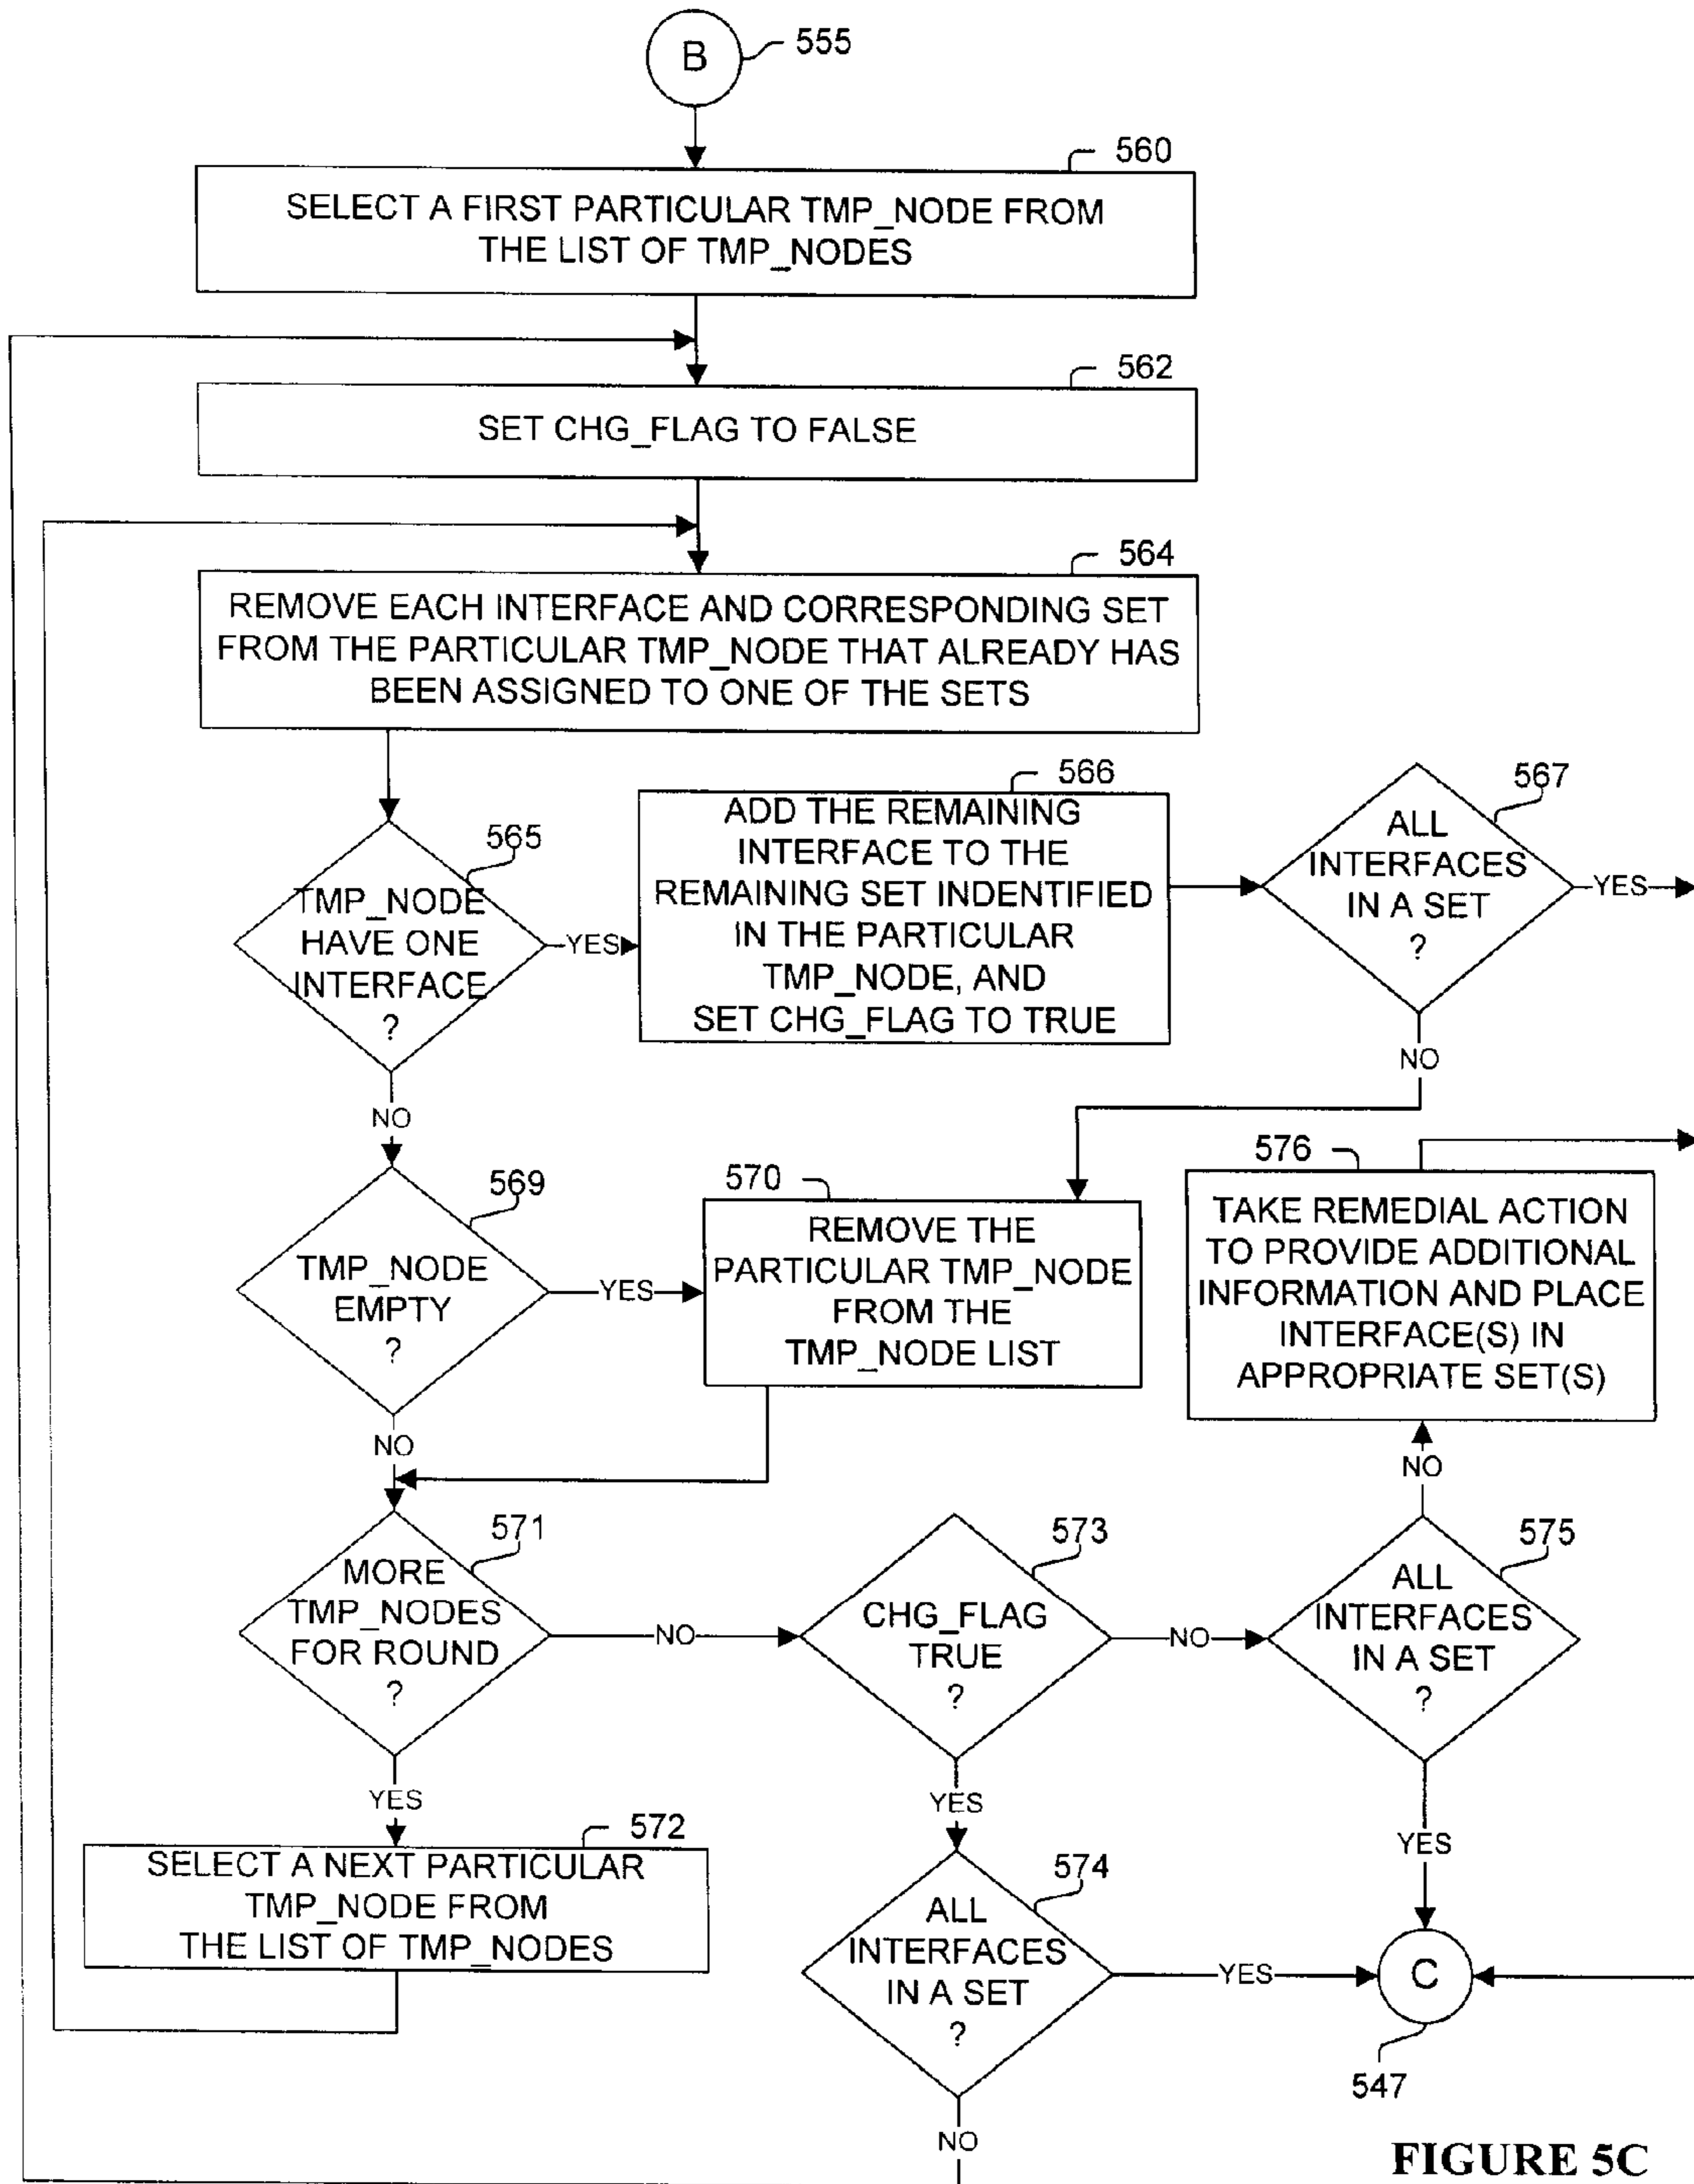 B
555
560
SELECT A FIRST PARTICULAR TMP_NODE FROM
THE LIST OF TMP_NODES
562
SET CHG_FLAG TO FALSE
564
REMOVE EACH INTERFACE AND CORRESPONDING SET
FROM THE PARTICULAR TMP_NODE THAT ALREADY HAS
BEEN ASSIGNED TO ONE OF THE SETS
565
TMP_NODE
HAVE ONE
INTERFACE
?
YES
NO
566
ADD THE REMAINING
INTERFACE TO THE
REMAINING SET INDENTIFIED
IN THE PARTICULAR
TMP_NODE, AND
SET CHG_FLAG TO TRUE
567
ALL
INTERFACES
IN A SET
?
YES
NO
569
TMP_NODE
EMPTY
?
YES
NO
570
REMOVE THE
PARTICULAR TMP_NODE
FROM THE
TMP_NODE LIST
576
TAKE REMEDIAL ACTION
TO PROVIDE ADDITIONAL
INFORMATION AND PLACE
INTERFACE(S) IN
APPROPRIATE SET(S)
NO
571
MORE
TMP_NODES
FOR ROUND
?
NO
YES
573
CHG_FLAG
TRUE
?
NO
YES
575
ALL
INTERFACES
IN A SET
?
YES
572
SELECT A NEXT PARTICULAR
TMP_NODE FROM
THE LIST OF TMP_NODES
574
ALL
INTERFACES
IN A SET
?
YES
NO
C
547
FIGURE 5C